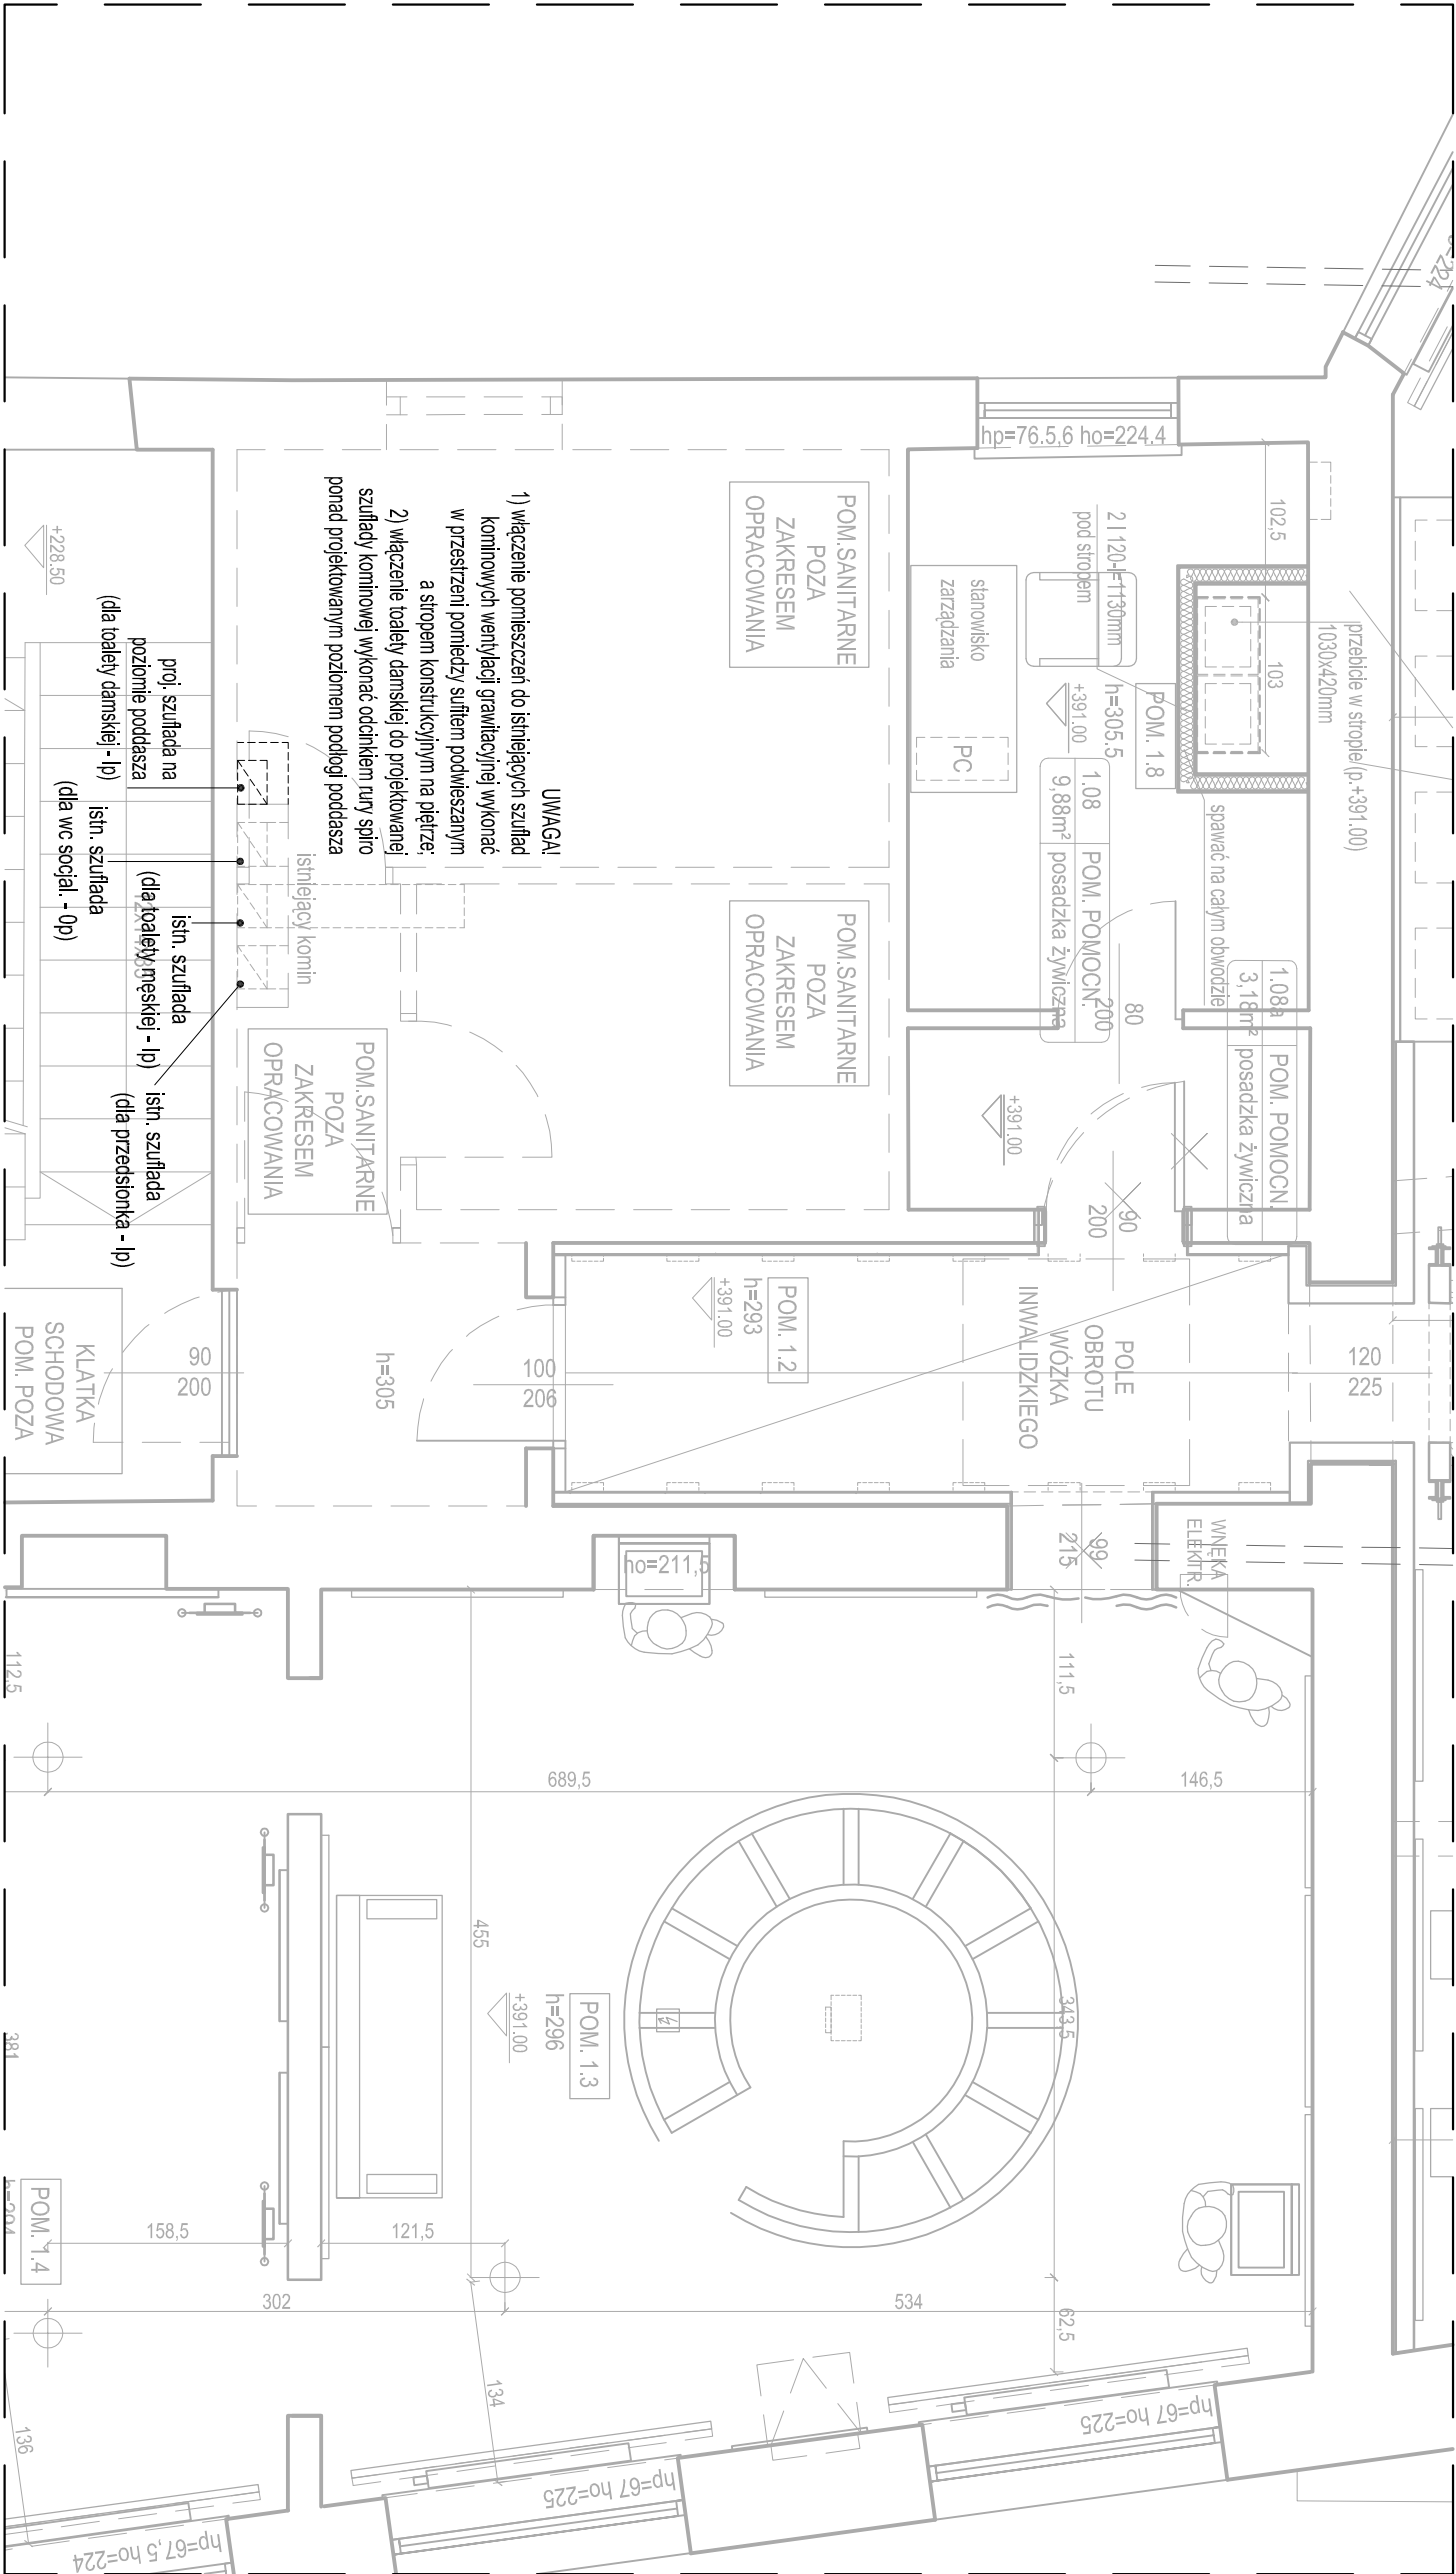 UWAGA!
1) włączenie pomieszczeń do istniejących szuflad
kominowych wentylacji grawitacyjnej wykonać
w przestrzeni pomiedzy sufitem podwieszanym
a stropem konstrukcyjnym na piętrze;
2) włączenie toalety damskiej do projektowanej
szuflady kominowej wykonać odcinkiem rury spiro
ponad projektowanym poziomem podłogi poddasza
proj. szuflada na
poziomie poddasza
(dla toalety damskiej - Ip)
istn. szuflada
(dla wc socjal. - 0p)
istn. szuflada
(dla toalety męskiej - Ip)
istn. szuflada
(dla przedsionka - Ip)
istniejący komin
+228.50
POM.SANITARNE
POZA
ZAKRESEM
OPRACOWANIA
POM.SANITARNE
POZA
ZAKRESEM
OPRACOWANIA
POM.SANITARNE
POZA
ZAKRESEM
OPRACOWANIA
hp=76.5,6 ho=224.4
102,5
103
przebicie w stropie/(p.+391.00)
1030x420mm
2 I 120-l=1130mm
pod stropem
stanowisko
zarządzania
PC
POM. 1.8
h=305.5
+391.00
1.08 POM. POMOCN.
9,88m² posadzka żywiczna
spawać na całym obwodzie
1.08a POM. POMOCN.
3,18m² posadzka żywiczna
80
200
+391.00
90
200
POM. 1.2
h=293
+391.00
POLE
OBROTU
WÓZKA
INWALIDZKIEGO
120
225
100
206
h=305
90
200
KLATKA
SCHODOWA
POM. POZA
99
215
WNĘKA
ELEKTR.
ho=211,5
112,5
111,5
689,5
146,5
455
343,5
POM. 1.3
h=296
+391.00
381
POM. 1.4
h=294
158,5
121,5
302
534
62,5
134
136
hp=67 ho=225
hp=67 ho=225
hp=67,5 ho=224